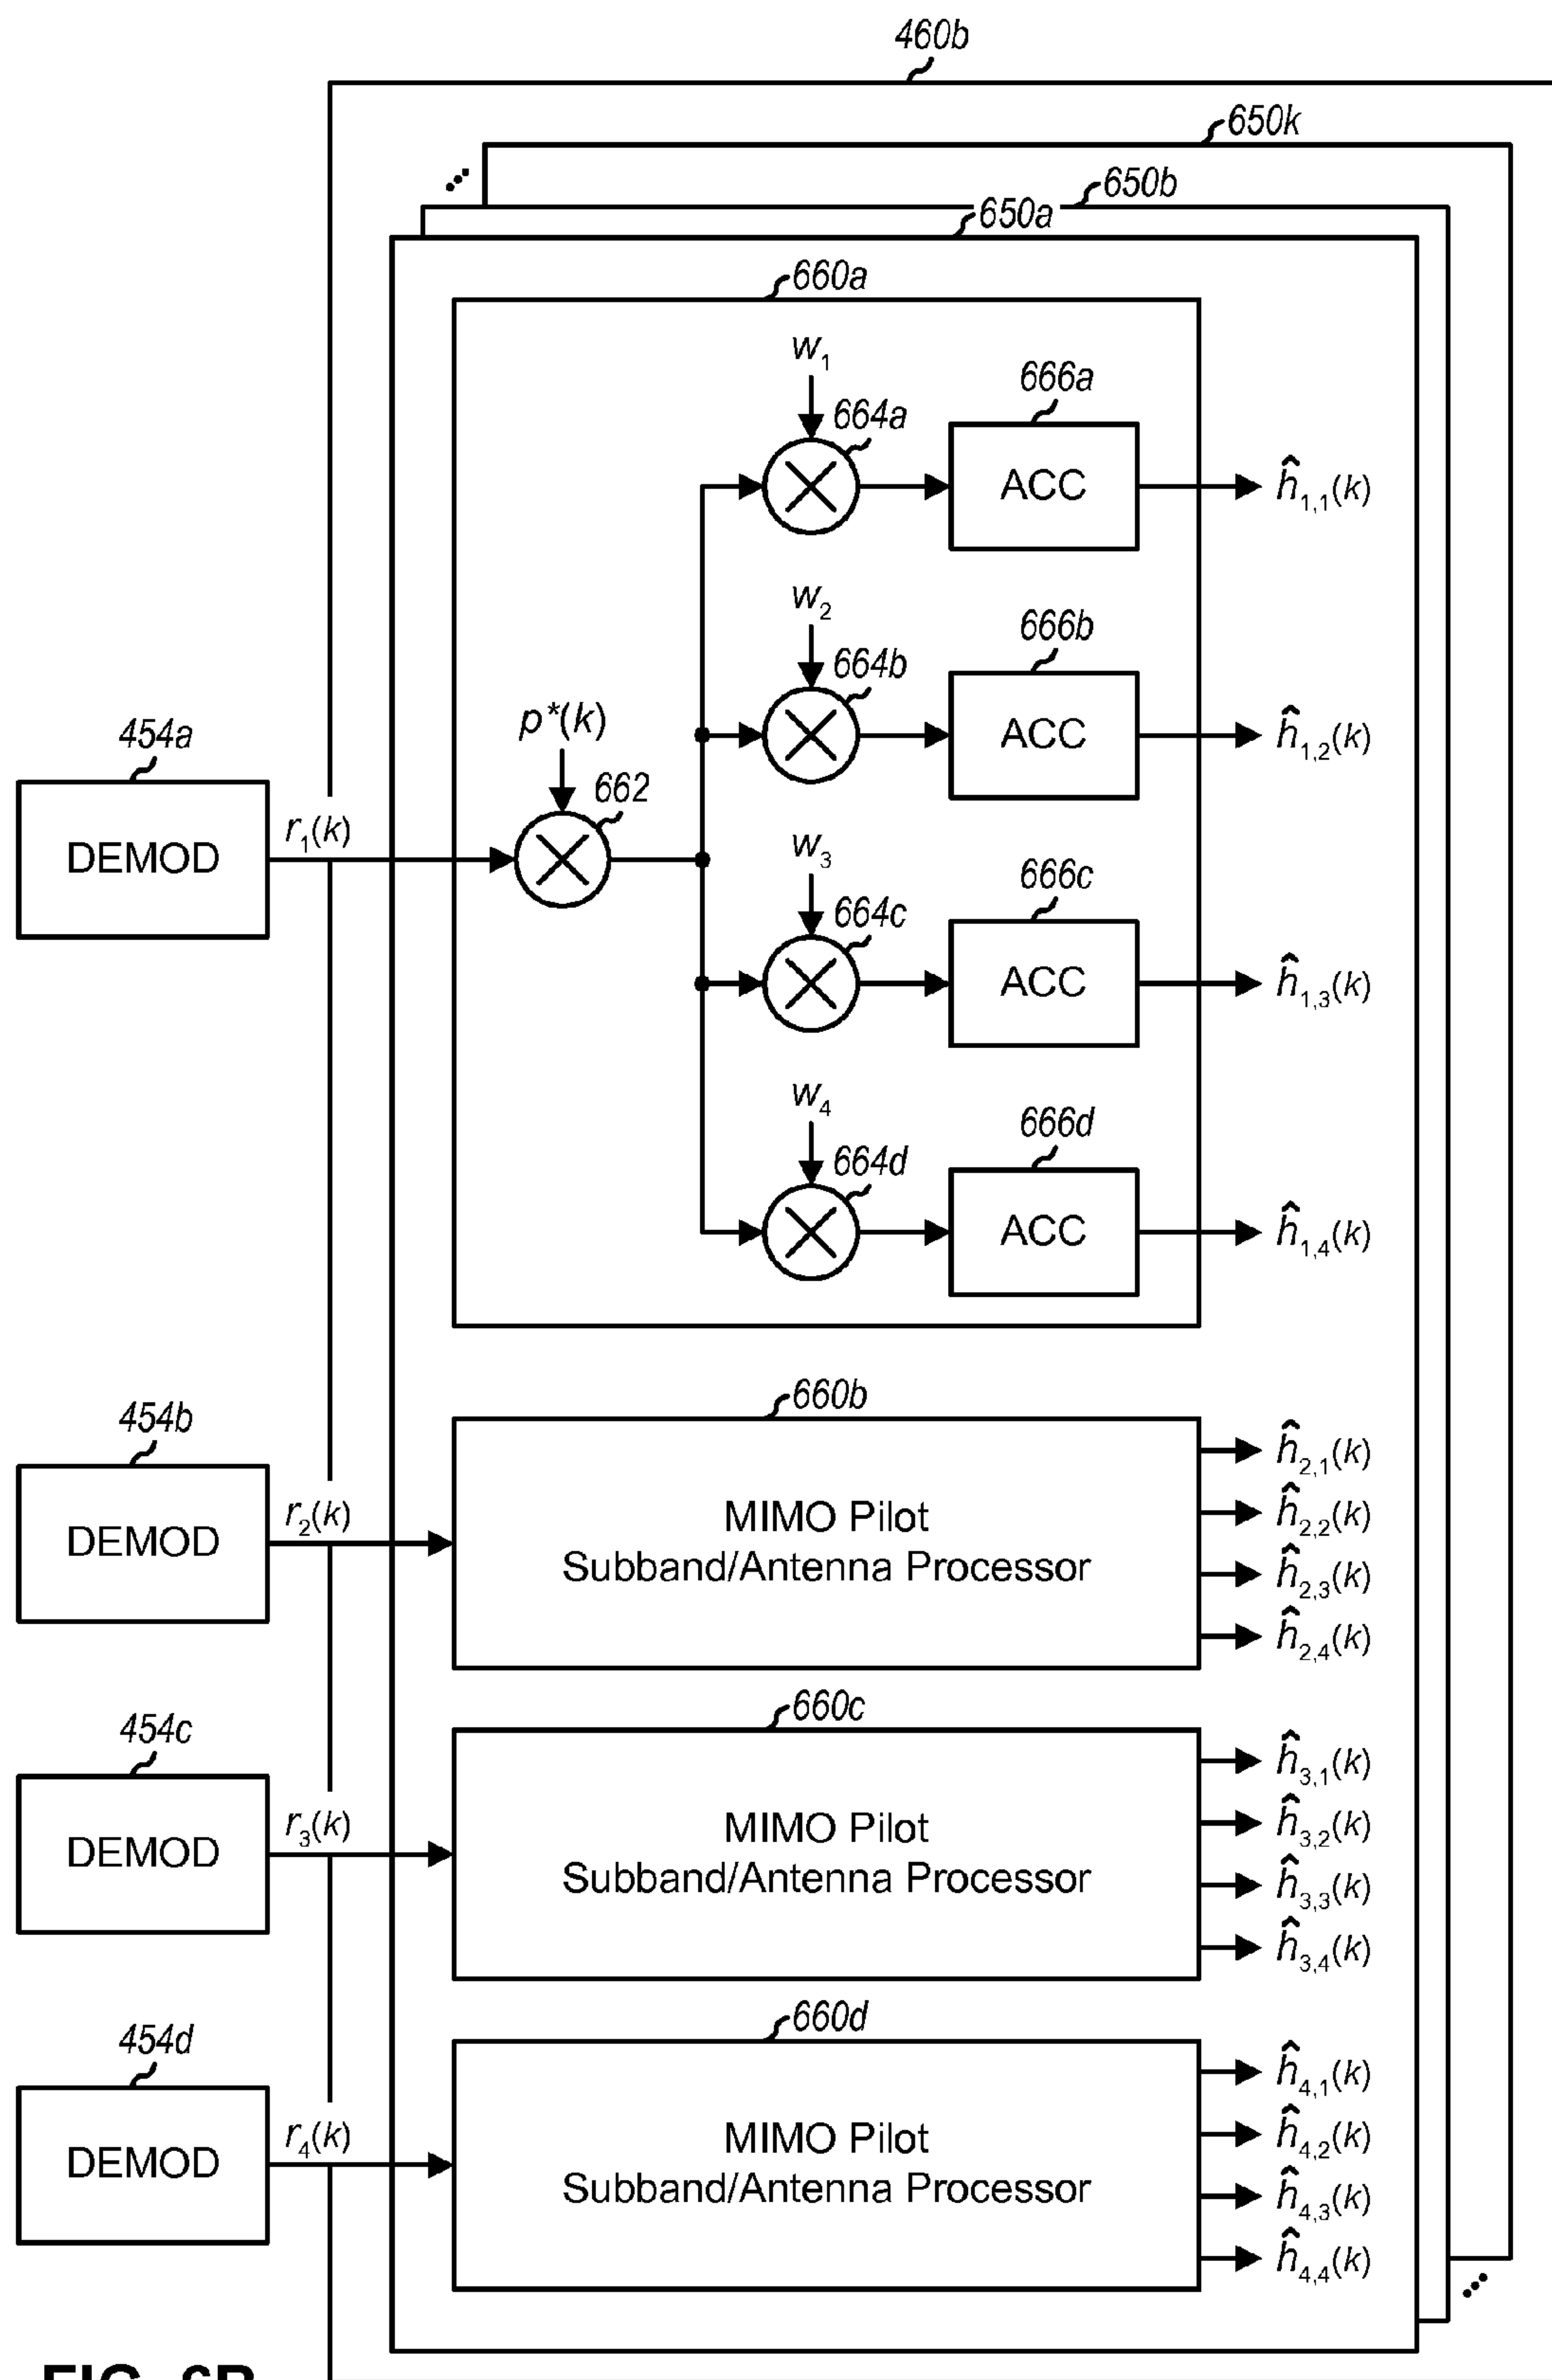 460b
650k
650b
650a
660a
w₁
664a
666a
ACC
ĥ₁,₁(k)
w₂
664b
666b
ACC
ĥ₁,₂(k)
454a
DEMOD
r₁(k)
p*(k)
662
w₃
664c
666c
ACC
ĥ₁,₃(k)
w₄
664d
666d
ACC
ĥ₁,₄(k)
454b
DEMOD
r₂(k)
660b
MIMO Pilot
Subband/Antenna Processor
ĥ₂,₁(k)
ĥ₂,₂(k)
ĥ₂,₃(k)
ĥ₂,₄(k)
454c
DEMOD
r₃(k)
660c
MIMO Pilot
Subband/Antenna Processor
ĥ₃,₁(k)
ĥ₃,₂(k)
ĥ₃,₃(k)
ĥ₃,₄(k)
454d
DEMOD
r₄(k)
660d
MIMO Pilot
Subband/Antenna Processor
ĥ₄,₁(k)
ĥ₄,₂(k)
ĥ₄,₃(k)
ĥ₄,₄(k)
FIG. 6B